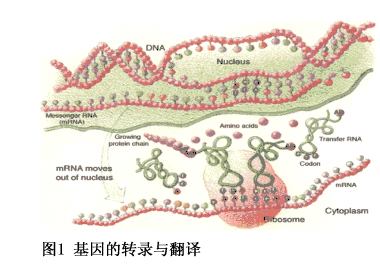 DNA
Nucleus
Messenger RNA
(mRNA)
Amino acids
Growing
protein chain
Transfer RNA
mRNA moves
out of nucleus
Codon
mRNA
Ribosome
Cytoplasm
图1 基因的转录与翻译